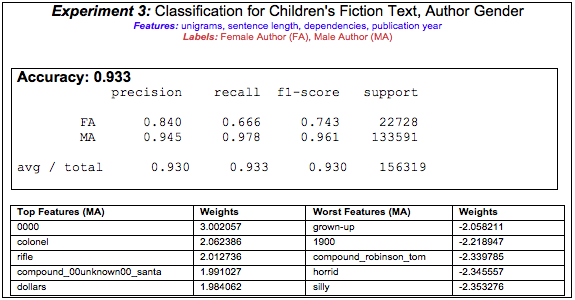 Experiment 3: Classification for Children's Fiction Text, Author Gender
Features: unigrams, sentence length, dependencies, publication year
Labels: Female Author (FA), Male Author (MA)
Accuracy: 0.933
precision recall f1-score support
FA 0.840 0.666 0.743 22728
MA 0.945 0.978 0.961 133591
avg / total 0.930 0.933 0.930 156319
Top Features (MA) Weights Worst Features (MA) Weights
0000 3.002057 grown-up -2.058211
colonel 2.062386 1900 -2.218947
rifle 2.012736 compound_robinson_tom -2.339785
compound_00unknown00_santa 1.991027 horrid -2.345557
dollars 1.984062 silly -2.353276